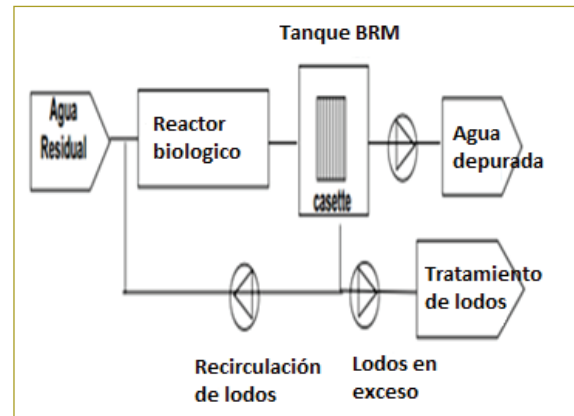 Tanque BRM
Agua
Residual
Reactor
biologico
casette
Agua
depurada
Tratamiento
de lodos
Recirculación
de lodos
Lodos en
exceso